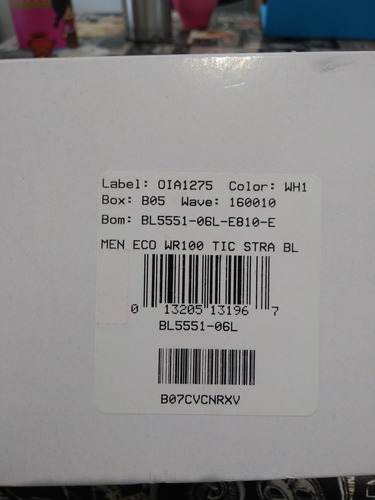 Label: OIA1275 Color: WH1
Box: B05 Wave: 160010
Bom: BL5551-06L-E810-E
MEN ECO WR100 TIC STRA BL
0 13205 13196 7
BL5551-06L
B07CVCNRXV